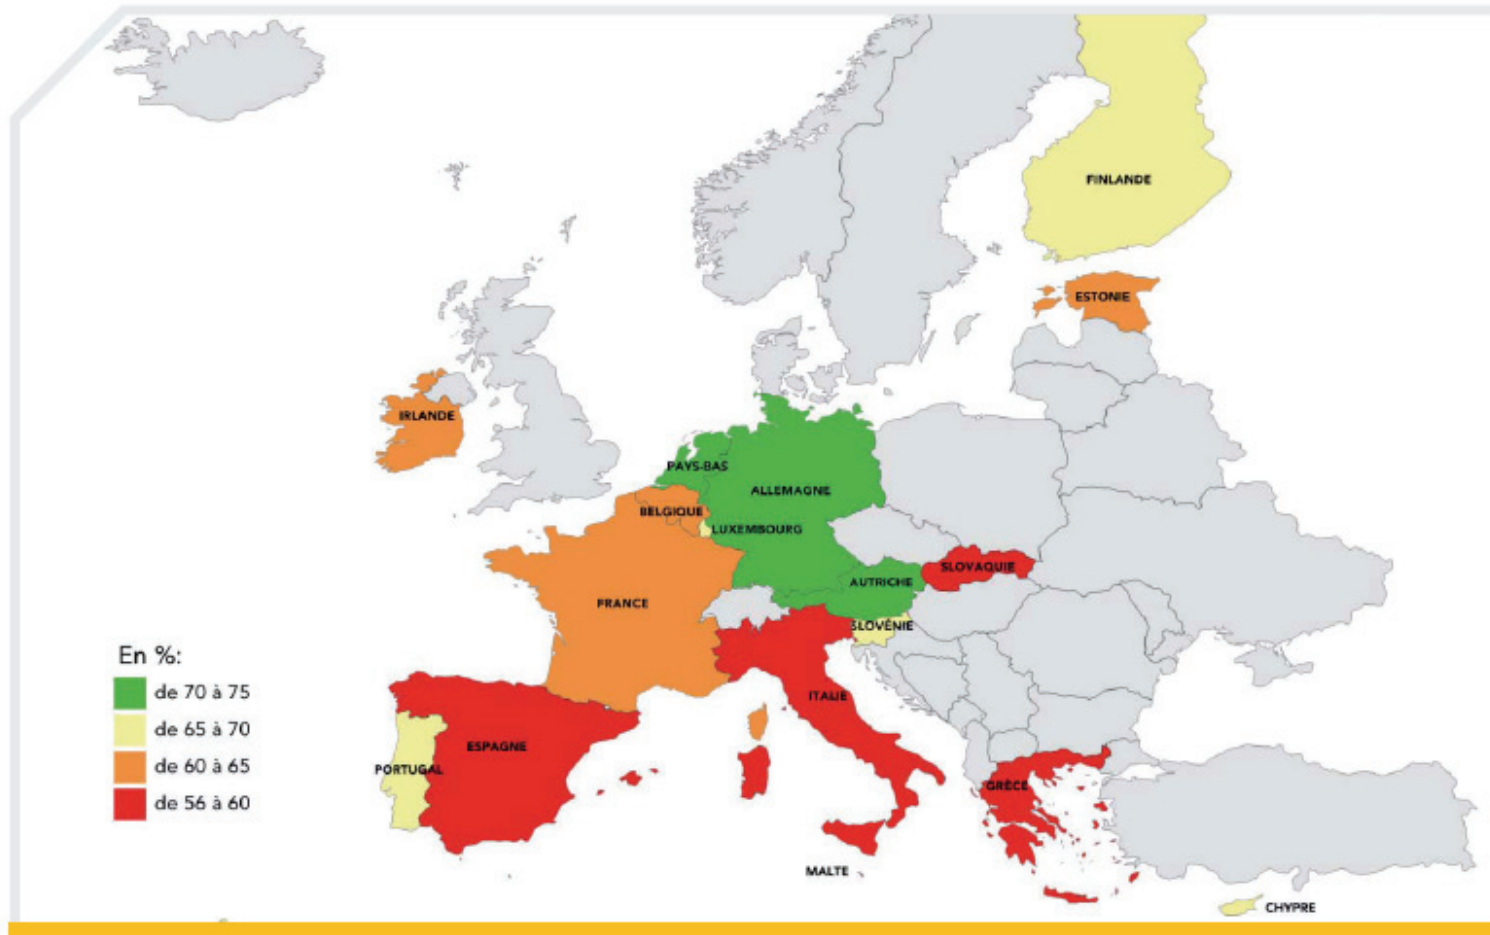 FINLANDE
ESTONIE
IRLANDE
PAYS-BAS
ALLEMAGNE
BELGIQUE
LUXEMBOURG
SLOVAQUIE
AUTRICHE
FRANCE
SLOVÉNIE
En %:
de 70 à 75
de 65 à 70
de 60 à 65
de 56 à 60
ITALIE
ESPAGNE
PORTUGAL
GRÈCE
MALTE
CHYPRE